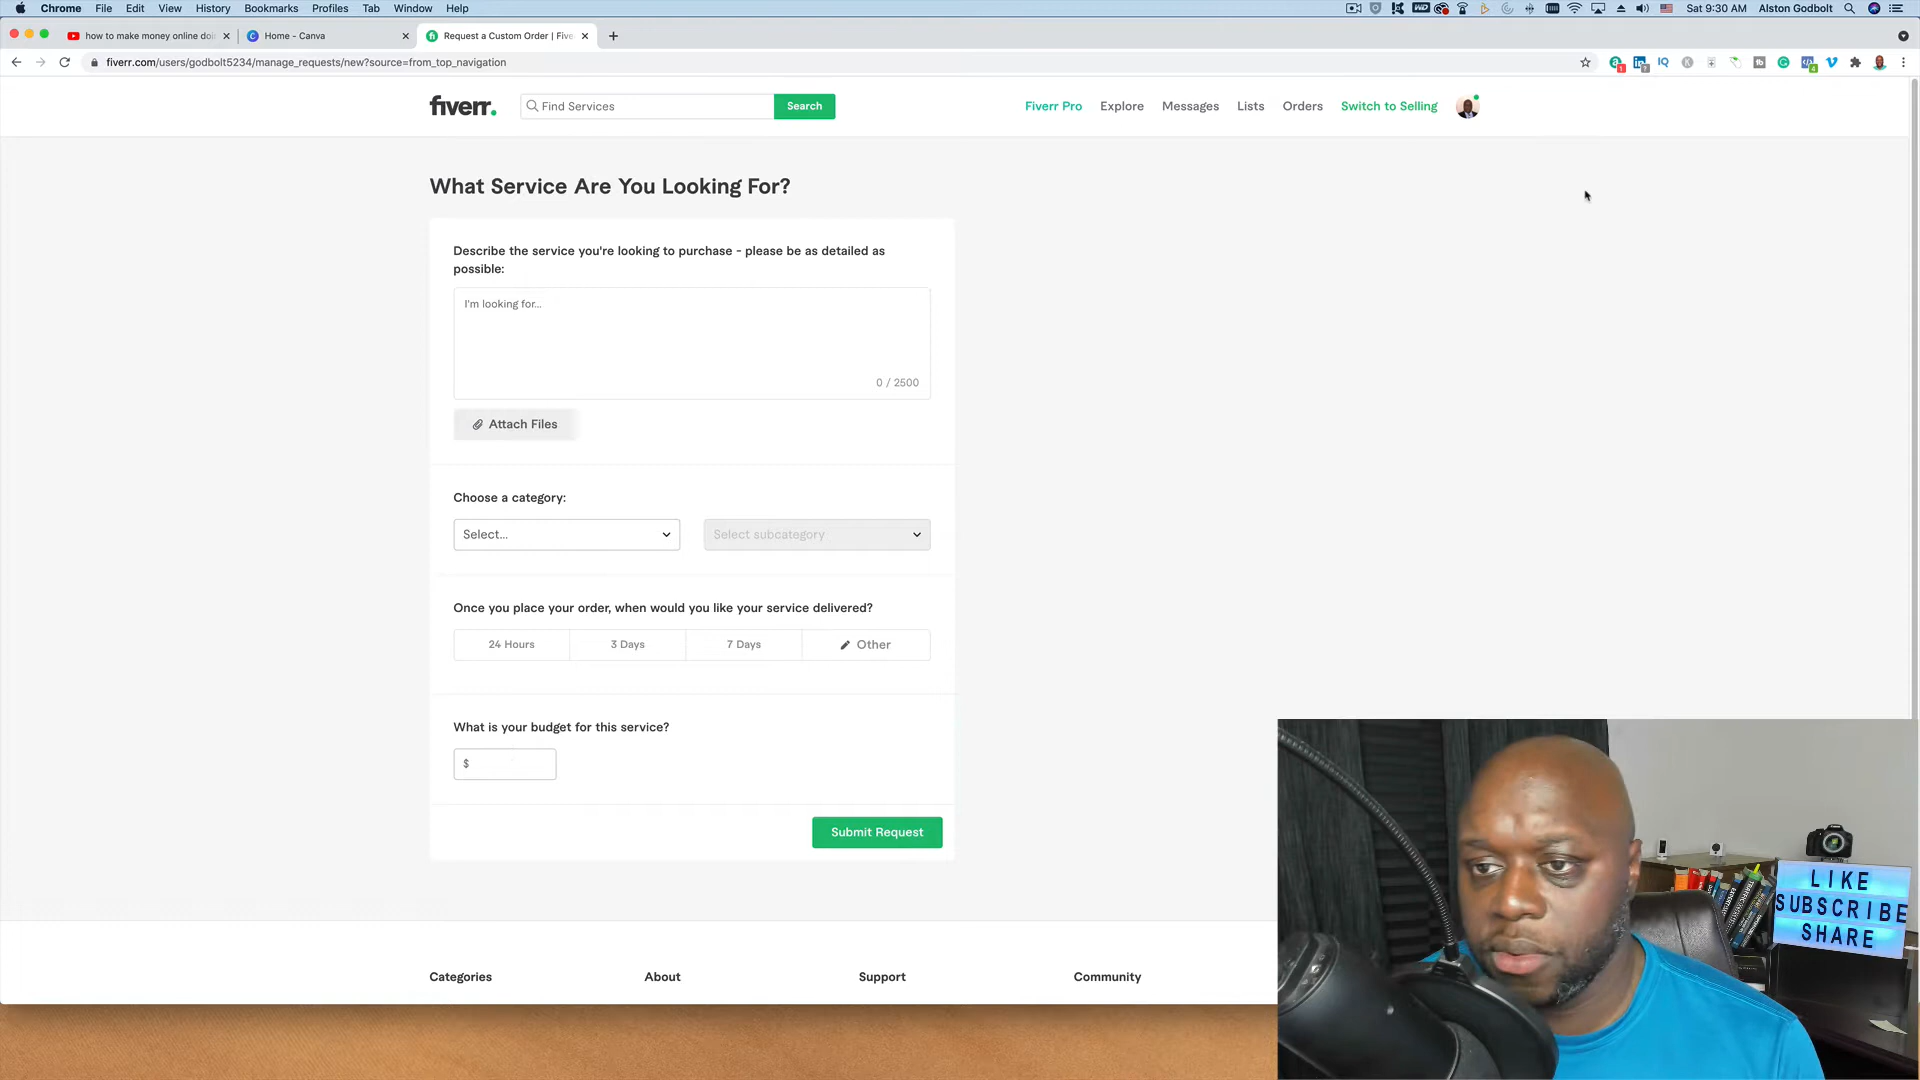 Chrome File Edit View History Bookmarks Profiles Tab Window Help
Sat 9:30 AM Alston Godbolt
how to make money online doi
Home - Canva
Request a Custom Order | Five
fiverr.com/users/godbolt5234/manage_requests/new?source=from_top_navigation
fiverr.
Find Services
Search
Fiverr Pro
Explore
Messages
Lists
Orders
Switch to Selling
What Service Are You Looking For?
Describe the service you're looking to purchase - please be as detailed as
possible:
I'm looking for...
0 / 2500
Attach Files
Choose a category:
Select...
Select subcategory
Once you place your order, when would you like your service delivered?
24 Hours
3 Days
7 Days
Other
What is your budget for this service?
$
Submit Request
Categories
About
Support
Community
LIKE
SUBSCRIBE
SHARE